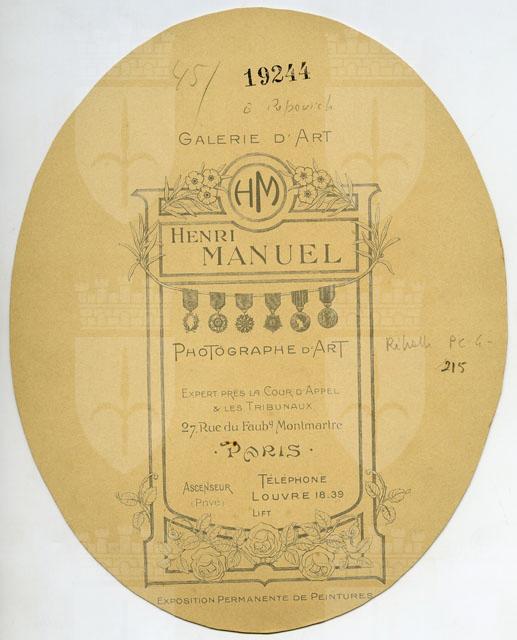 45/ 19244
GALERIE D'ART
HM
HENRI
MANUEL
PHOTOGRAPHE D'ART
EXPERT PRÈS LA COUR D'APPEL
& LES TRIBUNAUX
27, Rue du Faubg Montmartre
· PARIS ·
ASCENSEUR
(Privé)
TÉLÉPHONE
LOUVRE 18.39
LIFT
EXPOSITION PERMANENTE DE PEINTURES
215